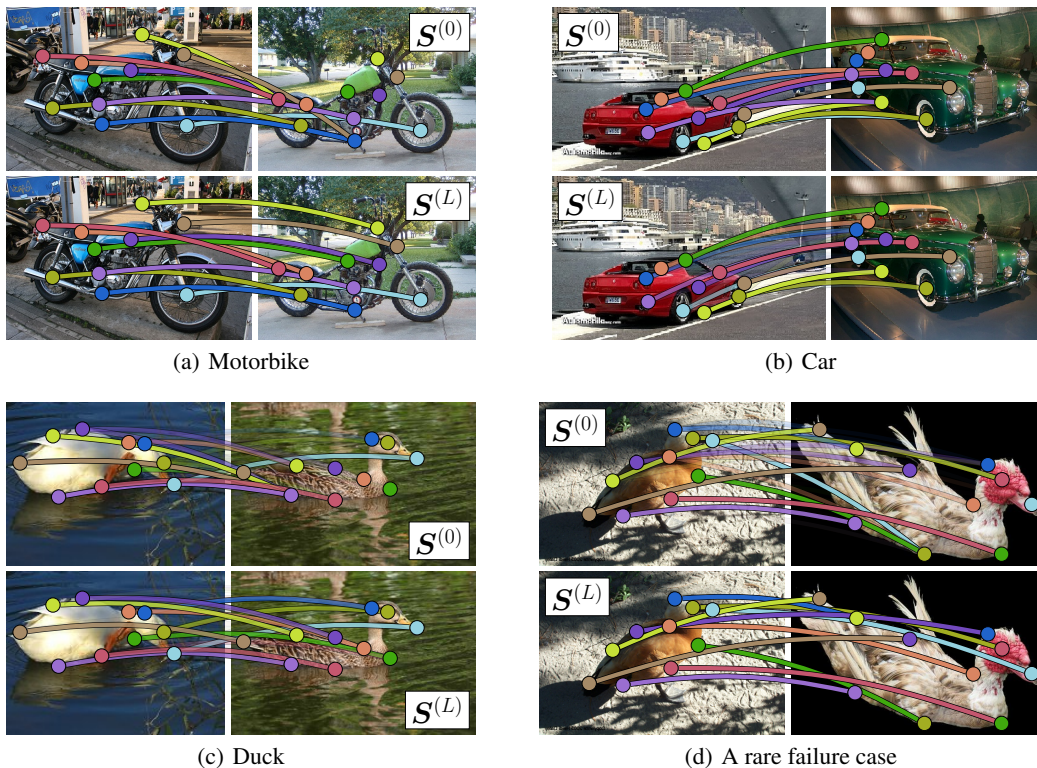 S^(0)
S^(0)
S^(L)
S^(L)
(a) Motorbike
(b) Car
S^(0)
S^(0)
S^(L)
S^(L)
(c) Duck
(d) A rare failure case